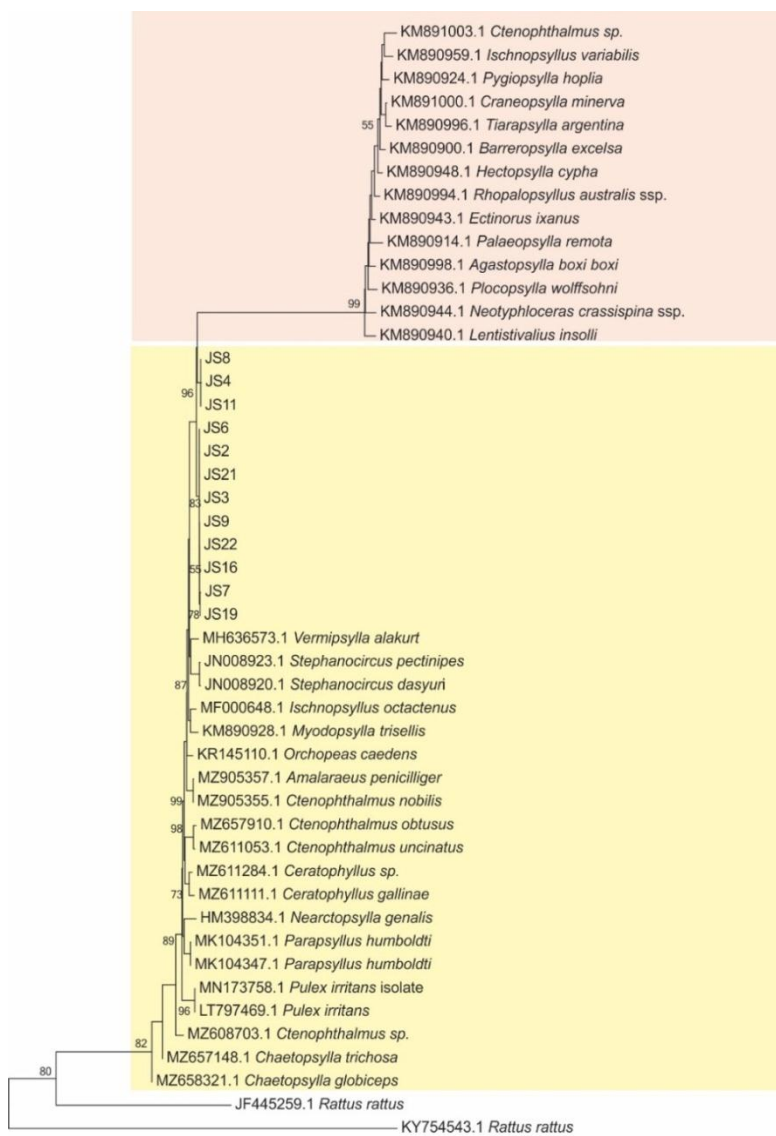 KM891003.1 Ctenophthalmus sp.
KM890959.1 Ischnopsyllus variabilis
KM890924.1 Pygiopsylla hoplia
KM891000.1 Craneopsylla minerva
55
KM890996.1 Tiarapsylla argentina
KM890900.1 Barreropsylla excelsa
KM890948.1 Hectopsylla cypha
KM890994.1 Rhopalopsyllus australis ssp.
KM890943.1 Ectinorus ixanus
KM890914.1 Palaeopsylla remota
KM890998.1 Agastopsylla boxi boxi
KM890936.1 Plocopsylla wolffsohni
99
KM890944.1 Neotyphloceras crassispina ssp.
KM890940.1 Lentistivalius insolli
JS8
JS4
96
JS11
JS6
JS2
JS21
JS3
83
JS9
JS22
JS16
55
JS7
JS19
78
MH636573.1 Vermipsylla alakurt
JN008923.1 Stephanocircus pectinipes
JN008920.1 Stephanocircus dasyuri
87
MF000648.1 Ischnopsyllus octactenus
KM890928.1 Myodopsylla trisellis
KR145110.1 Orchopeas caedens
MZ905357.1 Amalaraeus penicilliger
MZ905355.1 Ctenophthalmus nobilis
99
MZ657910.1 Ctenophthalmus obtusus
98
MZ611053.1 Ctenophthalmus uncinatus
MZ611284.1 Ceratophyllus sp.
MZ611111.1 Ceratophyllus gallinae
73
HM398834.1 Nearctopsylla genalis
MK104351.1 Parapsyllus humboldti
89
MK104347.1 Parapsyllus humboldti
MN173758.1 Pulex irritans isolate
LT797469.1 Pulex irritans
96
MZ608703.1 Ctenophthalmus sp.
82
MZ657148.1 Chaetopsylla trichosa
80
MZ658321.1 Chaetopsylla globiceps
JF445259.1 Rattus rattus
KY754543.1 Rattus rattus